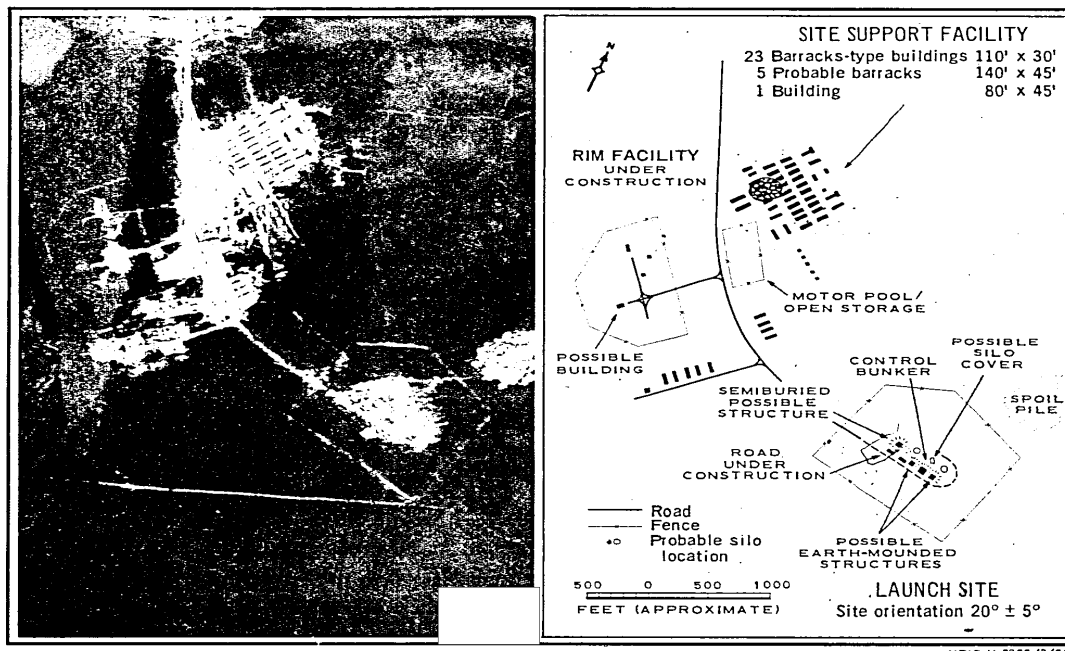 SITE SUPPORT FACILITY
23 Barracks-type buildings 110' x 30'
5 Probable barracks 140' x 45'
1 Building 80' x 45'
N
RIM FACILITY
UNDER
CONSTRUCTION
MOTOR POOL/
OPEN STORAGE
POSSIBLE
BUILDING
POSSIBLE
SILO
COVER
CONTROL
BUNKER
SEMIBURIED
POSSIBLE
STRUCTURE
SPOIL
PILE
ROAD
UNDER
CONSTRUCTION
Road
Fence
Probable silo
location
POSSIBLE
EARTH-MOUNDED
STRUCTURES
500 0 500 1000
FEET (APPROXIMATE)
LAUNCH SITE
Site orientation 20° ± 5°